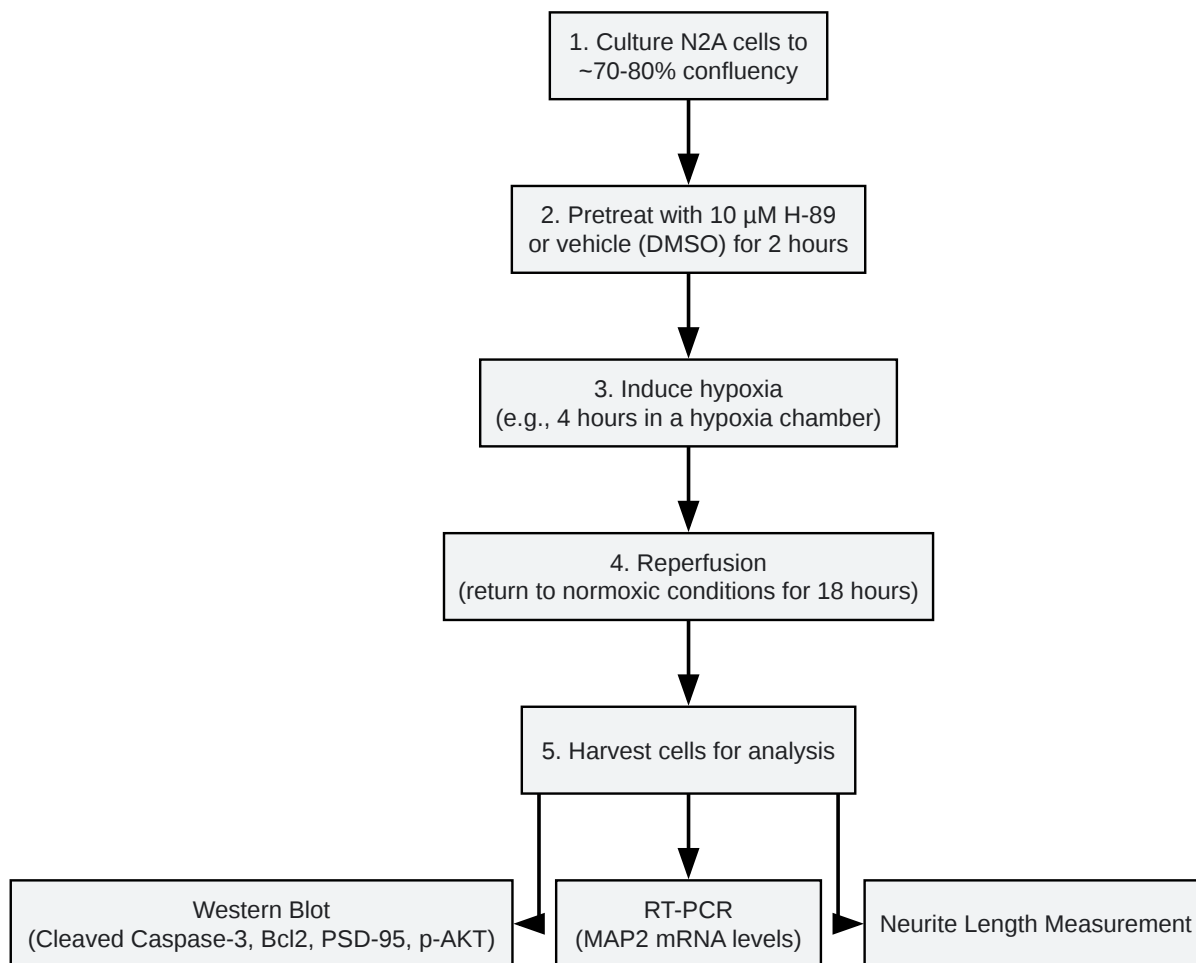 1. Culture N2A cells to
~70-80% confluency
2. Pretreat with 10 µM H-89
or vehicle (DMSO) for 2 hours
3. Induce hypoxia
(e.g., 4 hours in a hypoxia chamber)
4. Reperfusion
(return to normoxic conditions for 18 hours)
5. Harvest cells for analysis
Western Blot
(Cleaved Caspase-3, Bcl2, PSD-95, p-AKT)
RT-PCR
(MAP2 mRNA levels)
Neurite Length Measurement